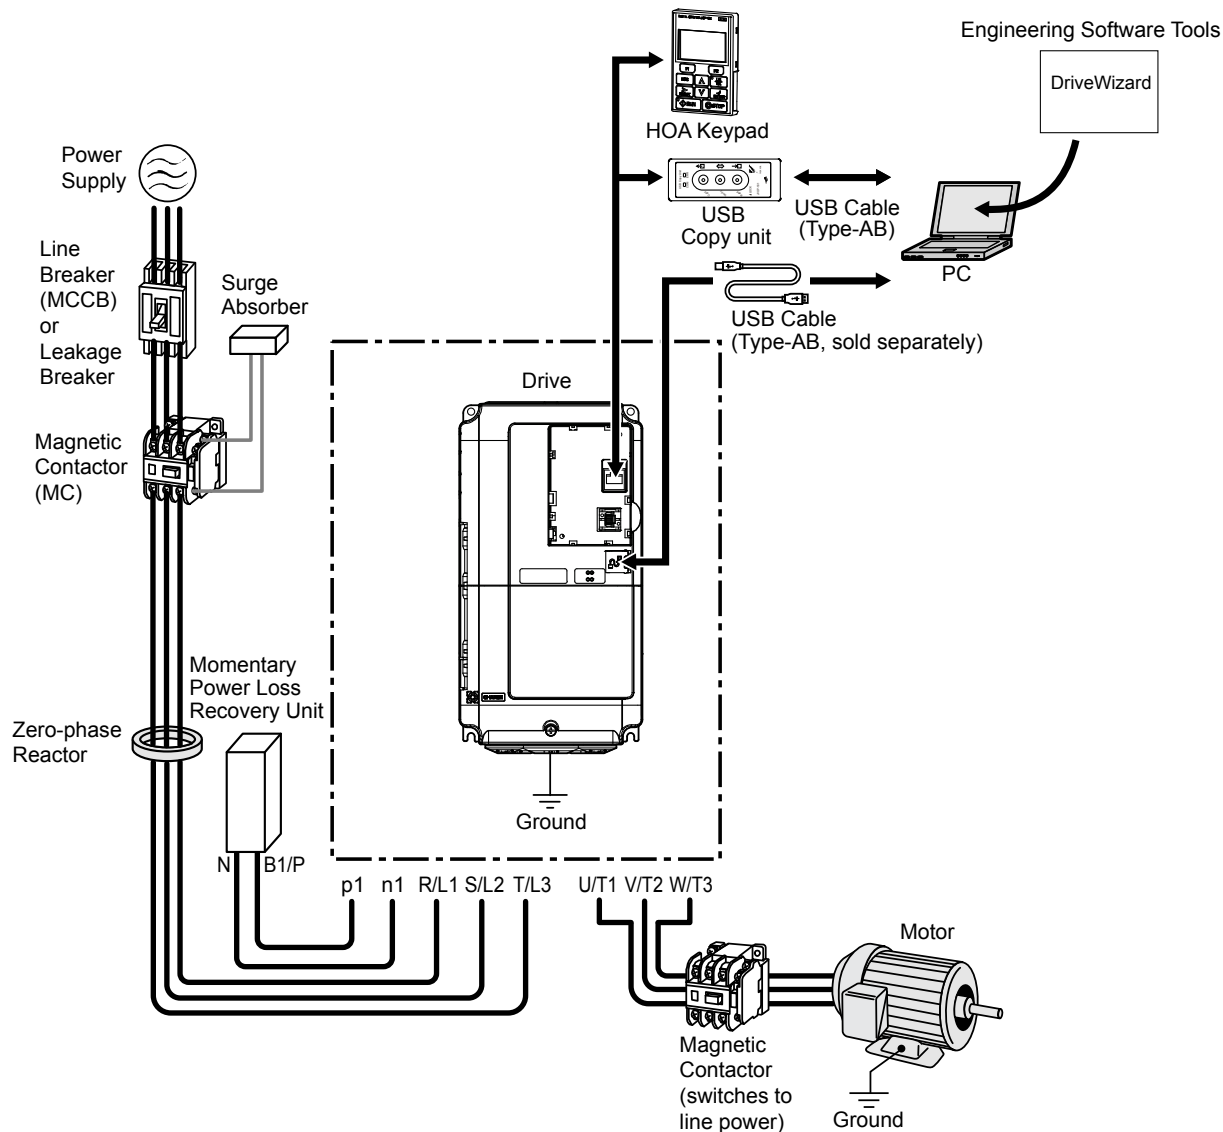 Engineering Software Tools
DriveWizard
HOA Keypad
Power
Supply
USB
Copy unit
USB Cable
(Type-AB)
PC
Line
Breaker
(MCCB)
or
Leakage
Breaker
Surge
Absorber
USB Cable
(Type-AB, sold separately)
Drive
Magnetic
Contactor
(MC)
Momentary
Power Loss
Recovery Unit
Zero-phase
Reactor
Ground
N
B1/P
p1
n1
R/L1
S/L2
T/L3
U/T1
V/T2
W/T3
Motor
Magnetic
Contactor
(switches to
line power)
Ground